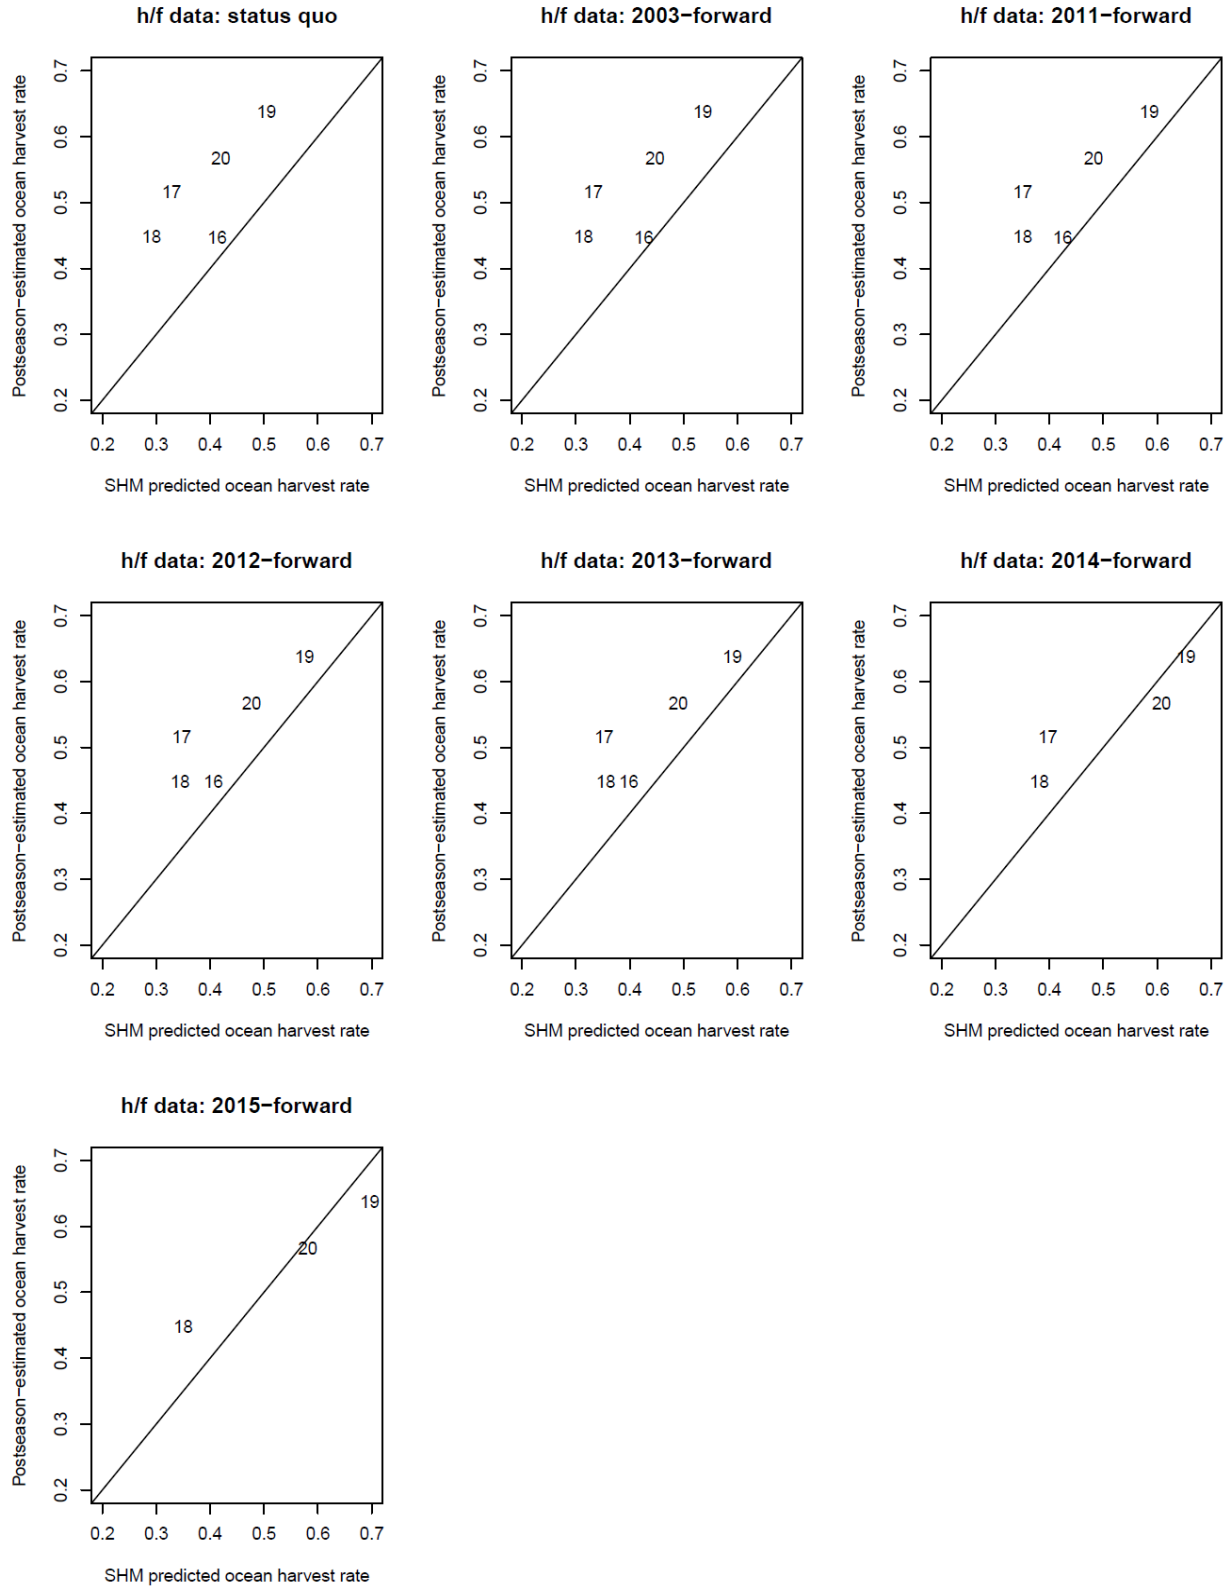 h/f data: status quo
Postseason−estimated ocean harvest rate
0.7
0.6
0.5
0.4
0.3
0.2
19
20
17
18
16
0.2 0.3 0.4 0.5 0.6 0.7
SHM predicted ocean harvest rate
h/f data: 2003−forward
Postseason−estimated ocean harvest rate
0.7
0.6
0.5
0.4
0.3
0.2
19
20
17
18
16
0.2 0.3 0.4 0.5 0.6 0.7
SHM predicted ocean harvest rate
h/f data: 2011−forward
Postseason−estimated ocean harvest rate
0.7
0.6
0.5
0.4
0.3
0.2
19
20
17
18
16
0.2 0.3 0.4 0.5 0.6 0.7
SHM predicted ocean harvest rate
h/f data: 2012−forward
Postseason−estimated ocean harvest rate
0.7
0.6
0.5
0.4
0.3
0.2
19
20
17
18
16
0.2 0.3 0.4 0.5 0.6 0.7
SHM predicted ocean harvest rate
h/f data: 2013−forward
Postseason−estimated ocean harvest rate
0.7
0.6
0.5
0.4
0.3
0.2
19
20
17
18
16
0.2 0.3 0.4 0.5 0.6 0.7
SHM predicted ocean harvest rate
h/f data: 2014−forward
Postseason−estimated ocean harvest rate
0.7
0.6
0.5
0.4
0.3
0.2
19
20
17
18
0.2 0.3 0.4 0.5 0.6 0.7
SHM predicted ocean harvest rate
h/f data: 2015−forward
Postseason−estimated ocean harvest rate
0.7
0.6
0.5
0.4
0.3
0.2
19
20
18
0.2 0.3 0.4 0.5 0.6 0.7
SHM predicted ocean harvest rate